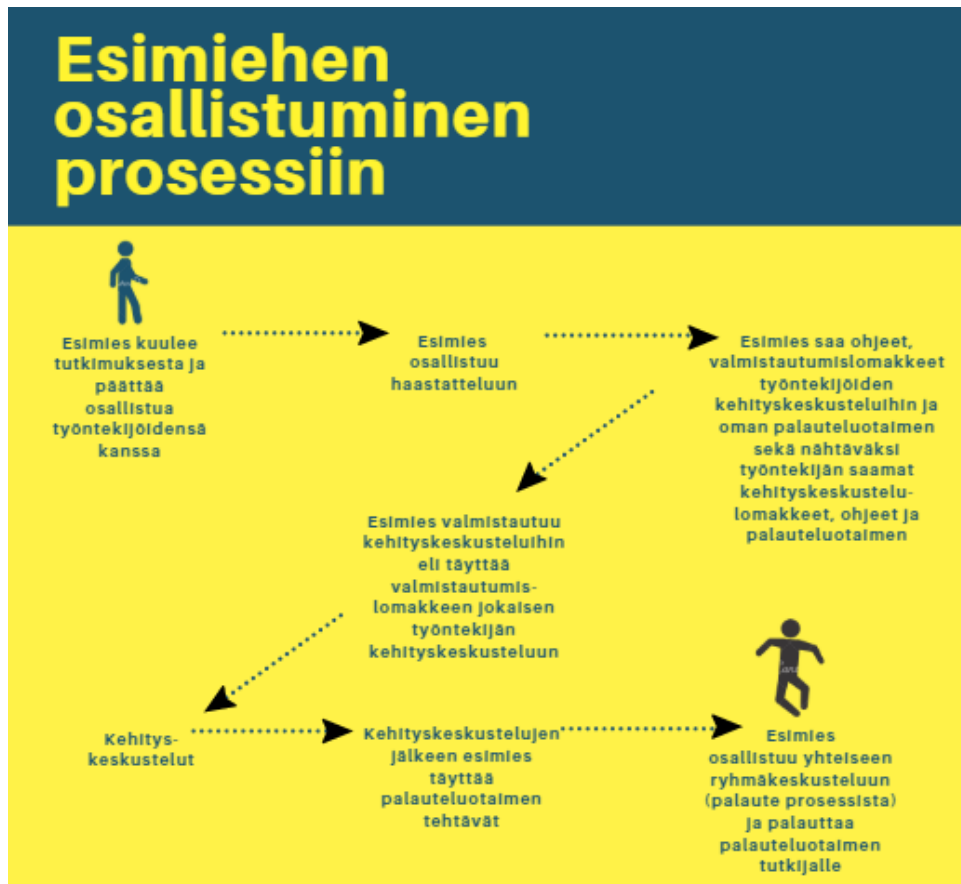 Esimiehen
osallistuminen
prosessiin
Esimies kuulee
tutkimuksesta ja
päättää
osallistua
työntekijöidensä
kanssa
Esimies
osallistuu
haastatteluun
Esimies saa ohjeet,
valmistautumislomakkeet
työntekijöiden
kehityskeskusteluihin ja
oman palauteluotaimen
sekä nähtäväksi
työntekijän saamat
kehityskeskustelu-
lomakkeet, ohjeet ja
palauteluotaimen
Esimies valmistautuu
kehityskeskusteluihin
eli täyttää
valmistautumis-
lomakkeen jokaisen
työntekijän
kehityskeskusteluun
Kehitys-
keskustelut
Kehityskeskustelujen
jälkeen esimies
täyttää
palauteluotaimen
tehtävät
Esimies
osallistuu yhteiseen
ryhmäkeskusteluun
(palaute prosessista)
ja palauttaa
palauteluotaimen
tutkijalle